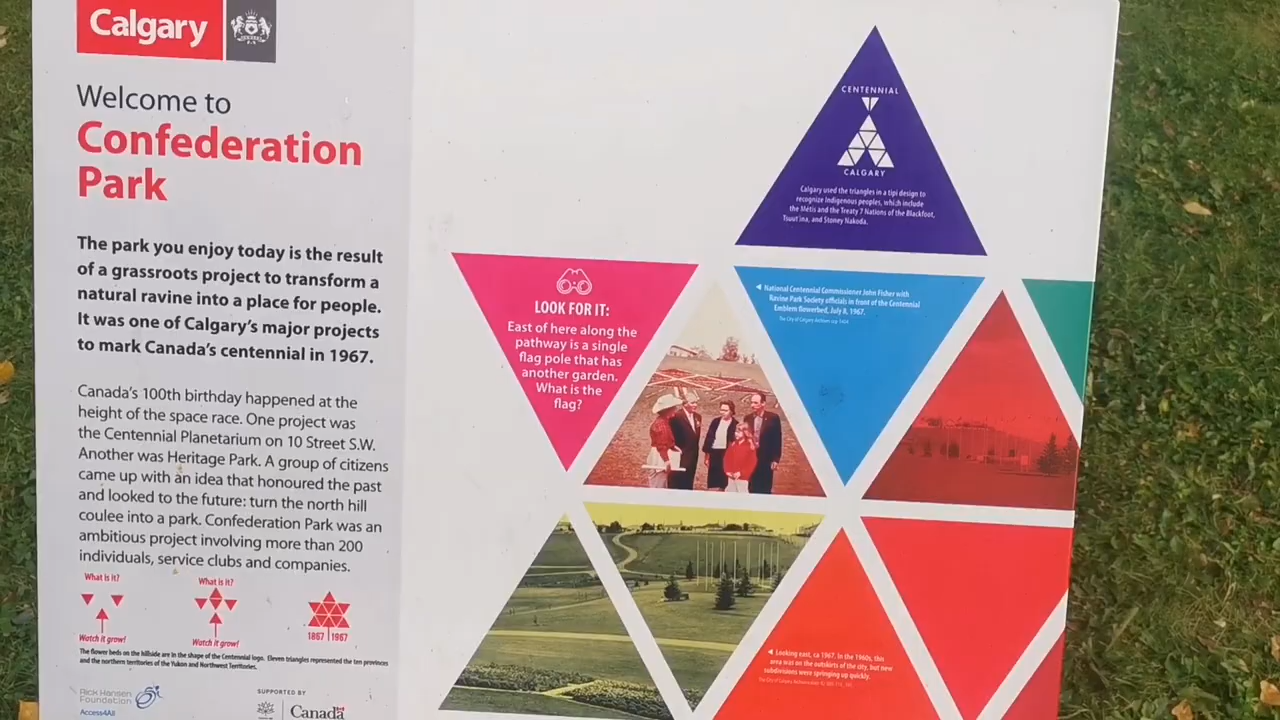 Calgary
Welcome to
Confederation
Park
The park you enjoy today is the result
of a grassroots project to transform a
natural ravine into a place for people.
It was one of Calgary's major projects
to mark Canada's centennial in 1967.
Canada's 100th birthday happened at the
height of the space race. One project was
the Centennial Planetarium on 10 Street S.W.
Another was Heritage Park. A group of citizens
came up with an idea that honoured the past
and looked to the future: turn the north hill
coulee into a park. Confederation Park was an
ambitious project involving more than 200
individuals, service clubs and companies.
What is it?
Watch it grow!
What is it?
Watch it grow!
1867 | 1967
The flower beds on the hillside are in the shape of the Centennial logo. Eleven triangles represented the ten provinces
and the northern territories of the Yukon and Northwest Territories.
Rick Hansen
Foundation
Access4All
SUPPORTED BY
Canada
CENTENNIAL
CALGARY
Calgary used the triangles in a tipi design to
recognize Indigenous peoples, which include
the Métis and the Treaty 7 Nations of the Blackfoot,
Tsuut'ina, and Stoney Nakoda.
LOOK FOR IT:
East of here along the
pathway is a single
flag pole that has
another garden.
What is the
flag?
National Centennial Commissioner John Fisher with
Ravine Park Society officials in front of the Centennial
Emblem flowerbed, July 8, 1967.
The City of Calgary Archives
Looking east, ca 1967. In the 1960s, this
area was on the outskirts of the city, but new
subdivisions were springing up quickly.